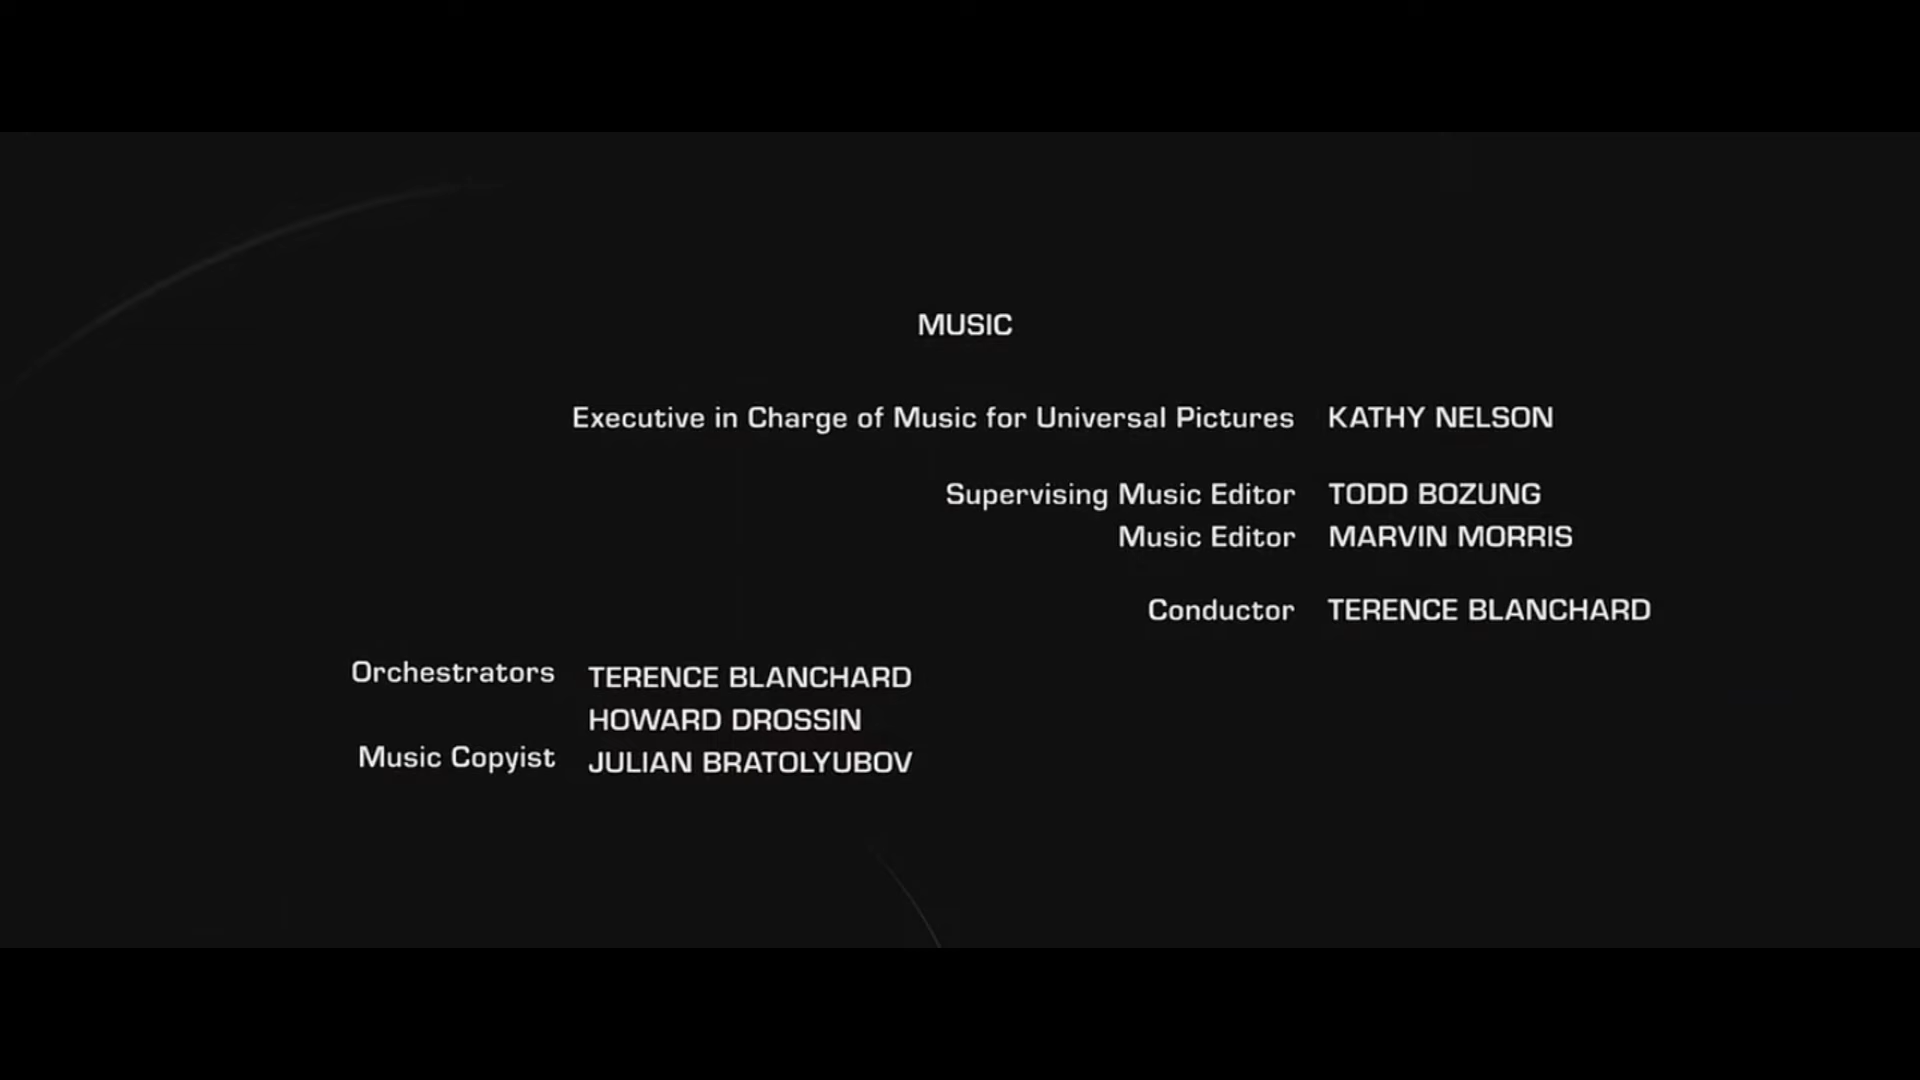 MUSIC
Executive in Charge of Music for Universal Pictures KATHY NELSON
Supervising Music Editor TODD BOZUNG
Music Editor MARVIN MORRIS
Conductor TERENCE BLANCHARD
Orchestrators TERENCE BLANCHARD
HOWARD DROSSIN
Music Copyist JULIAN BRATOLYUBOV